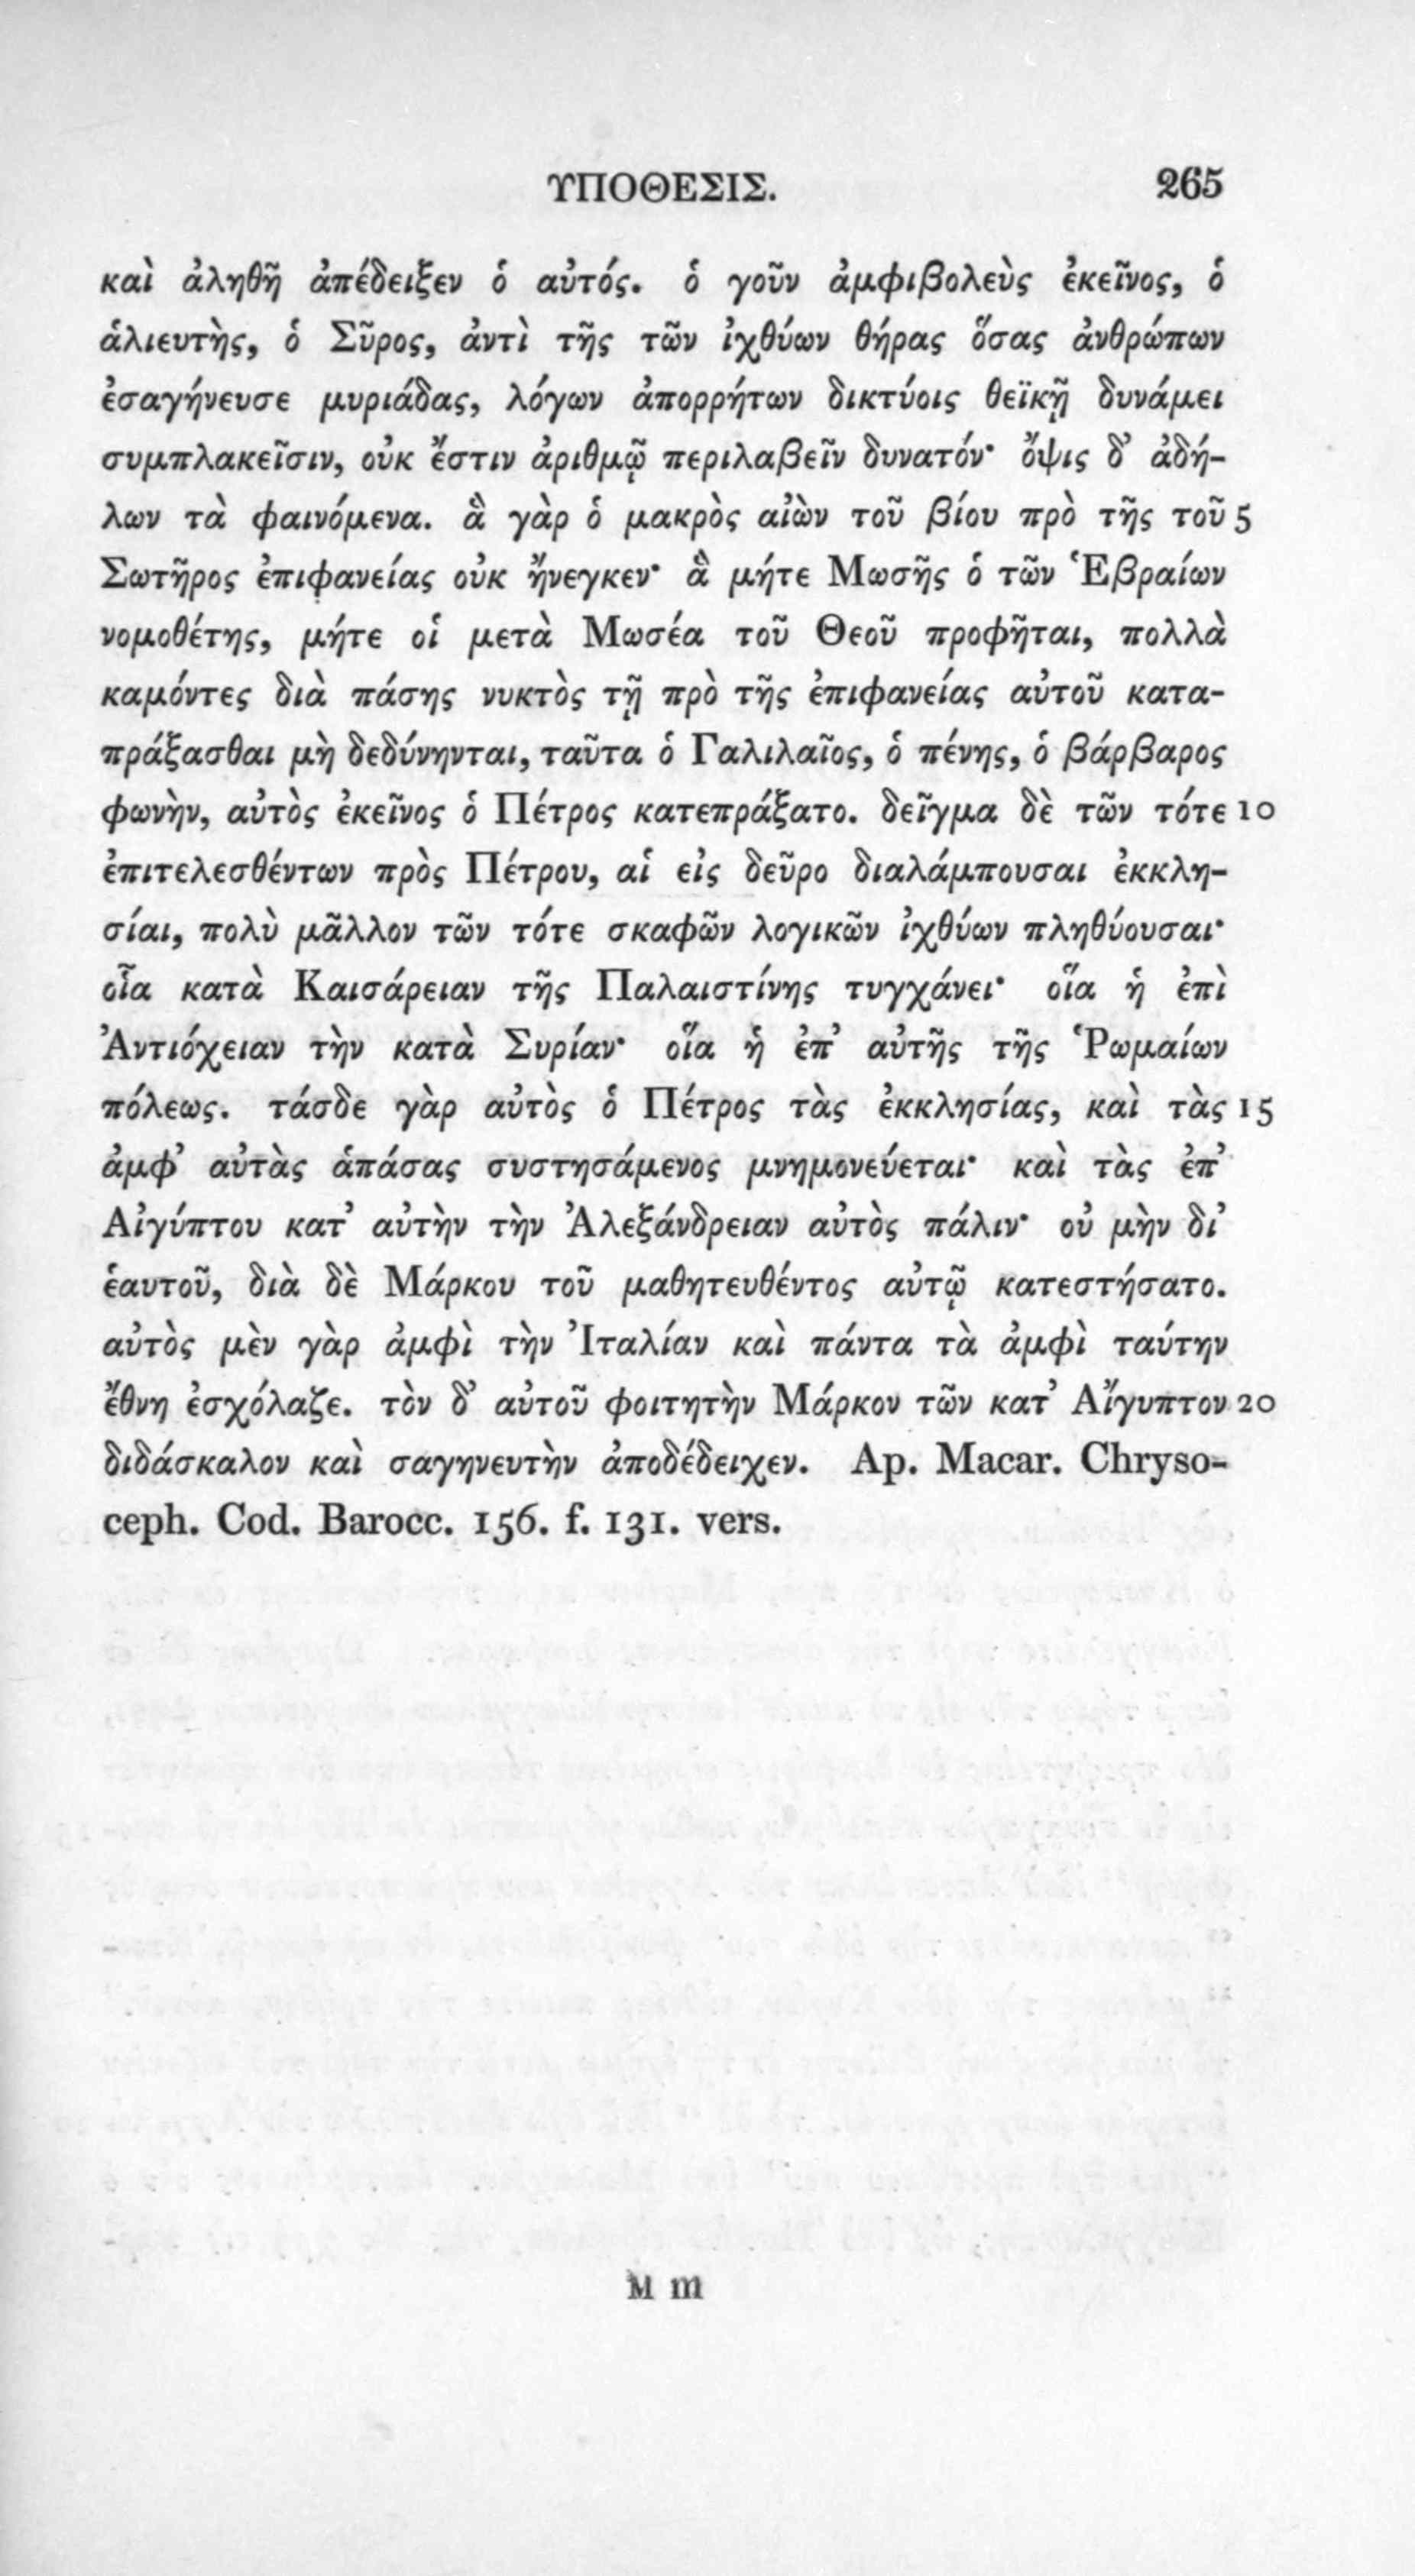 ΥΠΟΘΕΣΙΣ. 265
καὶ ἀληθῆ ἀπέδειξεν ὁ αὐτός. ὁ γοῦν ἀμφιβολεὺς ἐκεῖνος, ὁ
ἁλιευτὴς, ὁ Σῦρος, ἀντὶ τῆς τῶν ἰχθύων θήρας ὅσας ἀνθρώπων
ἐσαγήνευσε μυριάδας, λόγων ἀπορρήτων δικτύοις θεϊκῇ δυνάμει
συμπλακεῖσιν, οὐκ ἔστιν ἀριθμῷ περιλαβεῖν δυνατόν· ὄψις δ’ ἀδή-
λων τὰ φαινόμενα. ἃ γὰρ ὁ μακρὸς αἰὼν τοῦ βίου πρὸ τῆς τοῦ 5
Σωτῆρος ἐπιφανείας οὐκ ἤνεγκεν· ἃ μήτε Μωσῆς ὁ τῶν Ἑβραίων
νομοθέτης, μήτε οἱ μετὰ Μωσέα τοῦ Θεοῦ προφῆται, πολλὰ
καμόντες διὰ πάσης νυκτὸς τῇ πρὸ τῆς ἐπιφανείας αὐτοῦ κατα-
πράξασθαι μὴ δεδύνηνται, ταῦτα ὁ Γαλιλαῖος, ὁ πένης, ὁ βάρβαρος
φωνὴν, αὐτὸς ἐκεῖνος ὁ Πέτρος κατεπράξατο. δεῖγμα δὲ τῶν τότε 10
ἐπιτελεσθέντων πρὸς Πέτρου, αἱ εἰς δεῦρο διαλάμπουσαι ἐκκλη-
σίαι, πολὺ μᾶλλον τῶν τότε σκαφῶν λογικῶν ἰχθύων πληθύουσαι·
οἷα κατὰ Καισάρειαν τῆς Παλαιστίνης τυγχάνει· οἵα ἡ ἐπὶ
Ἀντιόχειαν τὴν κατὰ Συρίαν· οἵα ἡ ἐπ’ αὐτῆς τῆς Ῥωμαίων
πόλεως. τάσδε γὰρ αὐτὸς ὁ Πέτρος τὰς ἐκκλησίας, καὶ τὰς 15
ἀμφ’ αὐτὰς ἁπάσας συστησάμενος μνημονεύεται· καὶ τὰς ἐπ’
Αἰγύπτου κατ’ αὐτὴν τὴν Ἀλεξάνδρειαν αὐτὸς πάλιν· οὐ μὴν δι’
ἑαυτοῦ, διὰ δὲ Μάρκου τοῦ μαθητευθέντος αὐτῷ κατεστήσατο.
αὐτὸς μὲν γὰρ ἀμφὶ τὴν Ἰταλίαν καὶ πάντα τὰ ἀμφὶ ταύτην
ἔθνη ἐσχόλαζε. τὸν δ’ αὐτοῦ φοιτητὴν Μάρκον τῶν κατ’ Αἴγυπτον 20
διδάσκαλον καὶ σαγηνευτὴν ἀποδέδειχεν. Ap. Macar. Chryso-
ceph. Cod. Barocc. 156. f. 131. vers.
M m